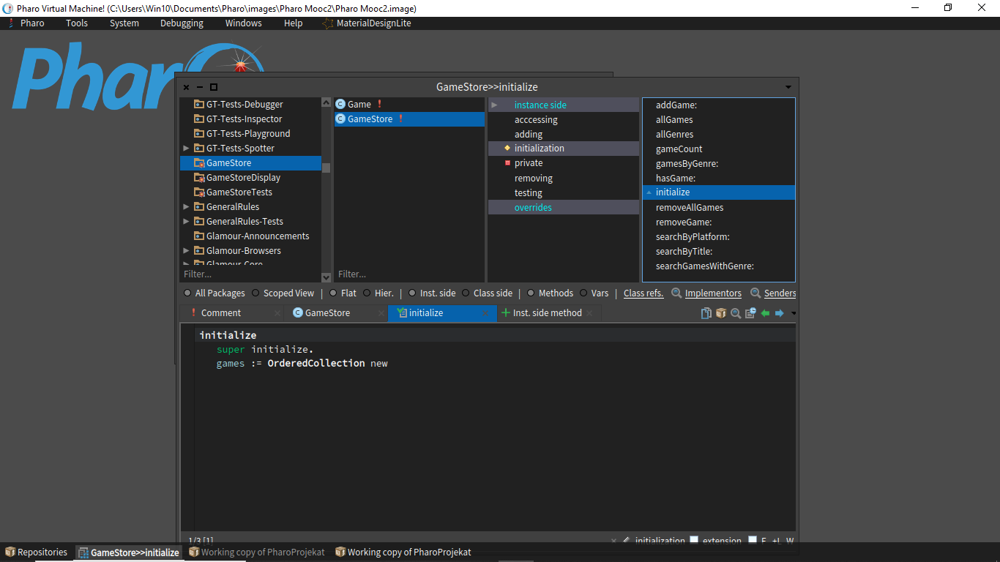 Pharo Virtual Machine! (C:\Users\Win10\Documents\Pharo\images\Pharo Mooc2\Pharo Mooc2.image)
Pharo Tools System Debugging Windows Help MaterialDesignLite
Pharo
GameStore>>initialize
GT-Tests-Debugger
GT-Tests-Inspector
GT-Tests-Playground
GT-Tests-Spotter
GameStore
GameStoreDisplay
GameStoreTests
GeneralRules
GeneralRules-Tests
Glamour-Announcements
Glamour-Browsers
Glamour-Core
Filter...
Game !
GameStore !
Filter...
instance side
acccessing
adding
initialization
private
removing
testing
overrides
addGame:
allGames
allGenres
gameCount
gamesByGenre:
hasGame:
initialize
removeAllGames
removeGame:
searchByPlatform:
searchByTitle:
searchGamesWithGenre:
All Packages Scoped View | Flat Hier. | Inst. side Class side | Methods Vars | Class refs. Implementors Senders
! Comment GameStore initialize Inst. side method
initialize
super initialize.
games := OrderedCollection new
1/3 [1] initialization extension F +L W
Repositories GameStore>>initialize Working copy of PharoProjekat Working copy of PharoProjekat